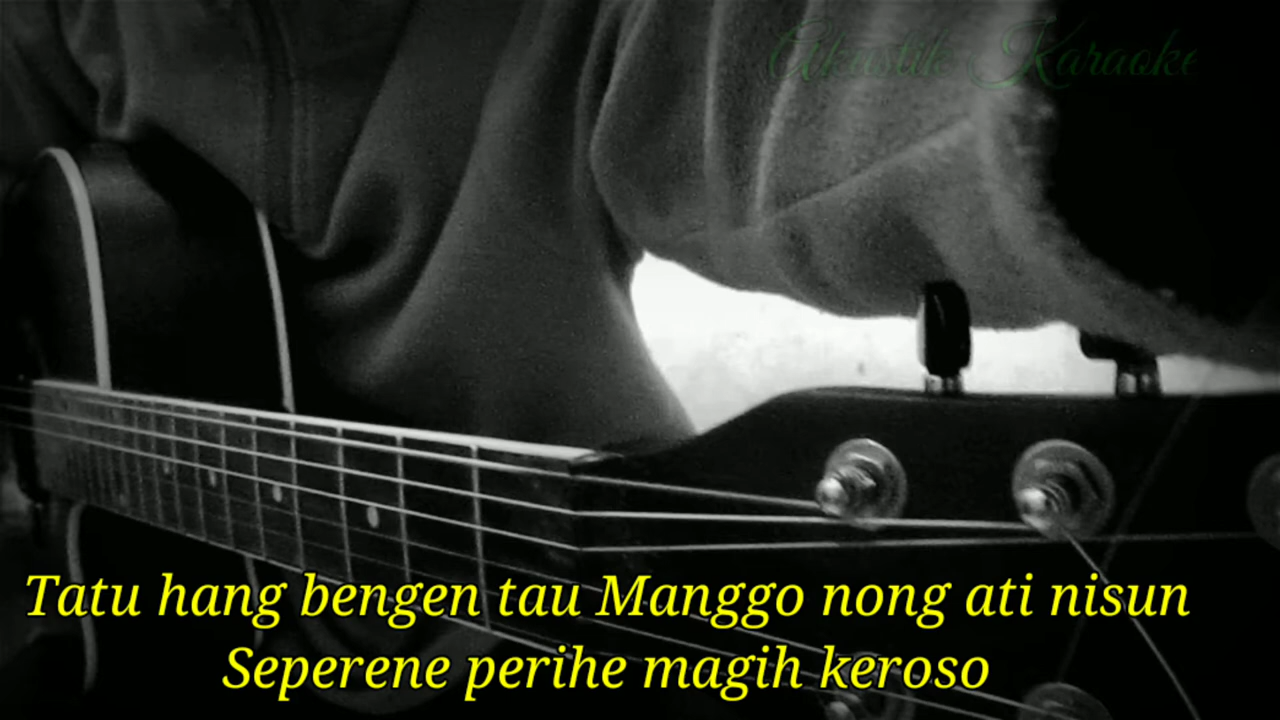 Akustik Karaoke
Tatu hang bengen tau Manggo nong ati nisun
Seperene perihe magih keroso